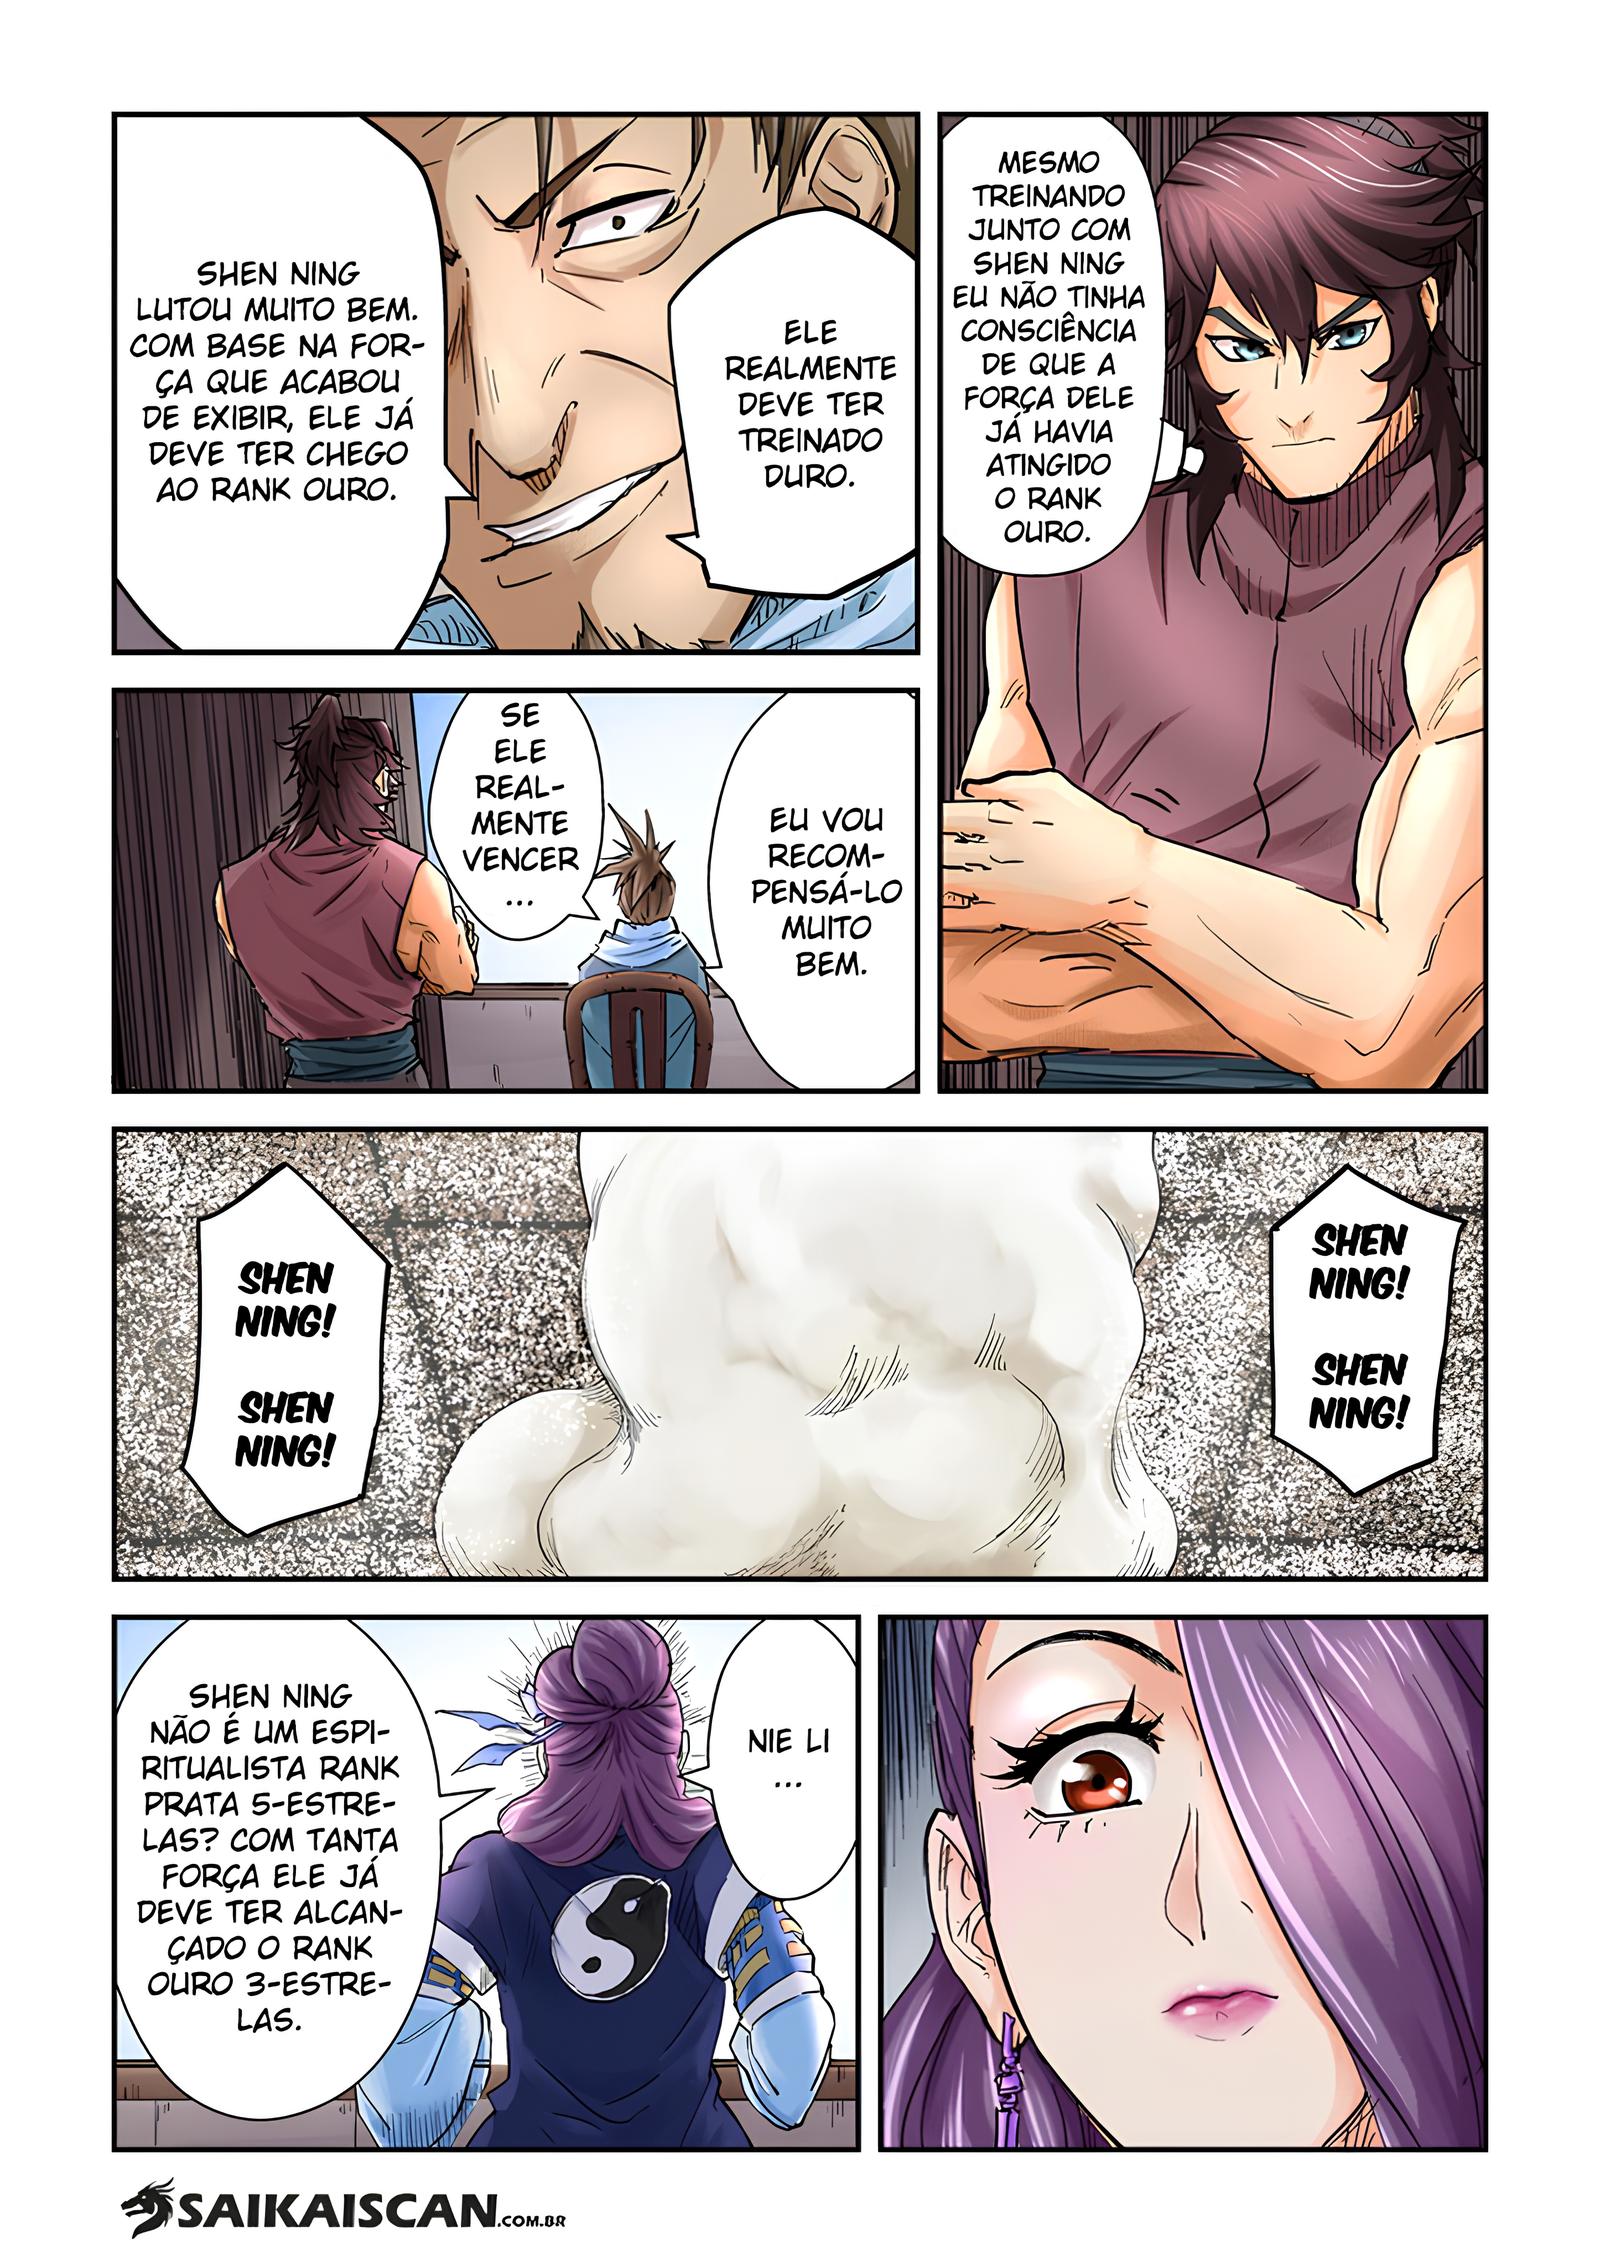 SHEN NING
LUTOU MUITO BEM.
COM BASE NA FOR-
ÇA QUE ACABOU
DE EXIBIR, ELE JÁ
DEVE TER CHEGO
AO RANK OURO.
ELE
REALMENTE
DEVE TER
TREINADO
DURO.
MESMO
TREINANDO
JUNTO COM
SHEN NING
EU NÃO TINHA
CONSCIÊNCIA
DE QUE A
FORÇA DELE
JÁ HAVIA
ATINGIDO
O RANK
OURO.
SE
ELE
REAL-
MENTE
VENCER
...
EU VOU
RECOM-
PENSÁ-LO
MUITO
BEM.
SHEN
NING!
SHEN
NING!
SHEN
NING!
SHEN
NING!
SHEN NING
NÃO É UM ESPI-
RITUALISTA RANK
PRATA 5-ESTRE-
LAS? COM TANTA
FORÇA ELE JÁ
DEVE TER ALCAN-
ÇADO O RANK
OURO 3-ESTRE-
LAS.
NIE LI
...
SAIKAISCAN.COM.BR